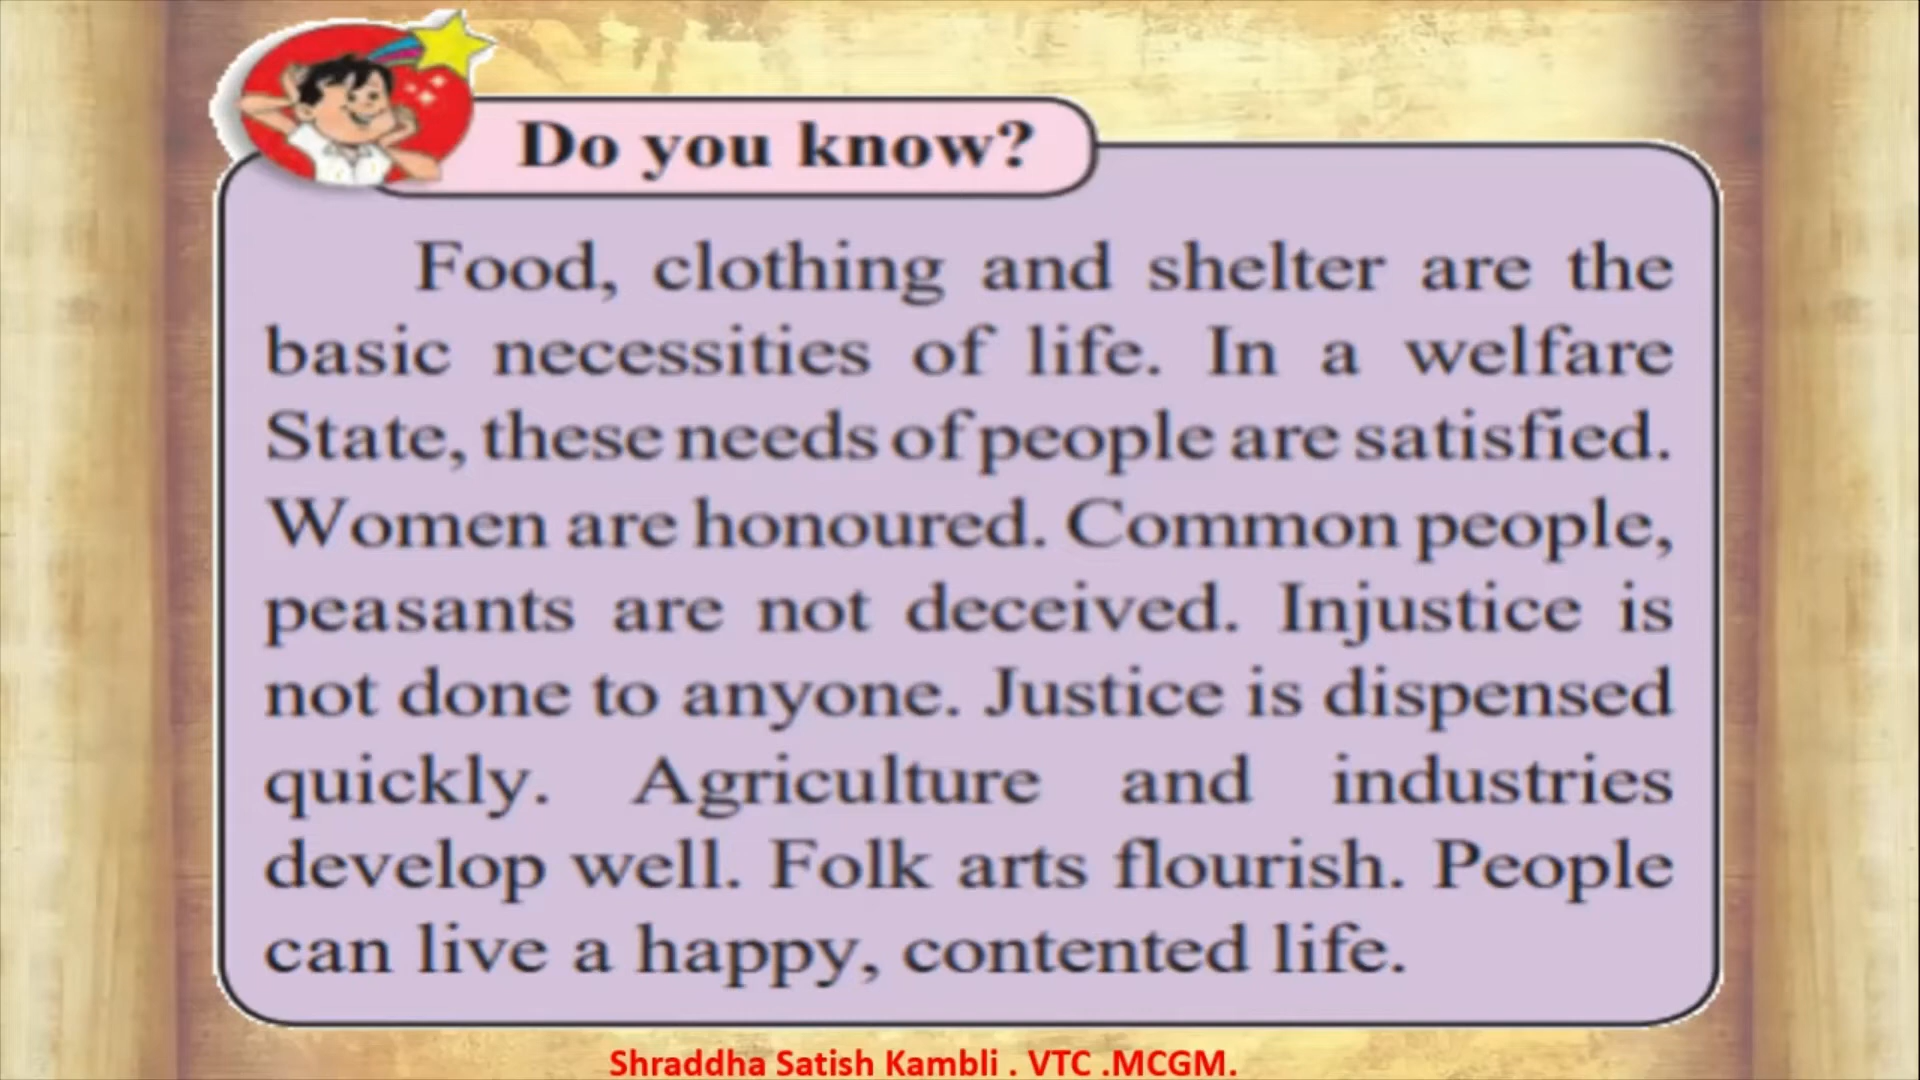 Do you know?
Food, clothing and shelter are the
basic necessities of life. In a welfare
State, these needs of people are satisfied.
Women are honoured. Common people,
peasants are not deceived. Injustice is
not done to anyone. Justice is dispensed
quickly. Agriculture and industries
develop well. Folk arts flourish. People
can live a happy, contented life.
Shraddha Satish Kambli . VTC .MCGM.